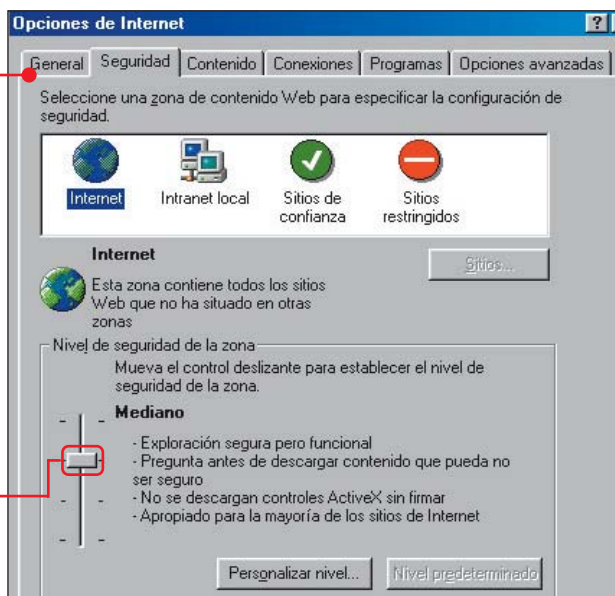 Opciones de Internet
General Seguridad Contenido Conexiones Programas Opciones avanzadas
Seleccione una zona de contenido Web para especificar la configuración de
seguridad.
Internet Intranet local Sitios de confianza Sitios restringidos
Internet
Sitios...
Esta zona contiene todos los sitios
Web que no ha situado en otras
zonas
Nivel de seguridad de la zona
Mueva el control deslizante para establecer el nivel de
seguridad de la zona.
Mediano
- Exploración segura pero funcional
- Pregunta antes de descargar contenido que pueda no
ser seguro
- No se descargan controles ActiveX sin firmar
- Apropiado para la mayoría de los sitios de Internet
Personalizar nivel... Nivel predeterminado